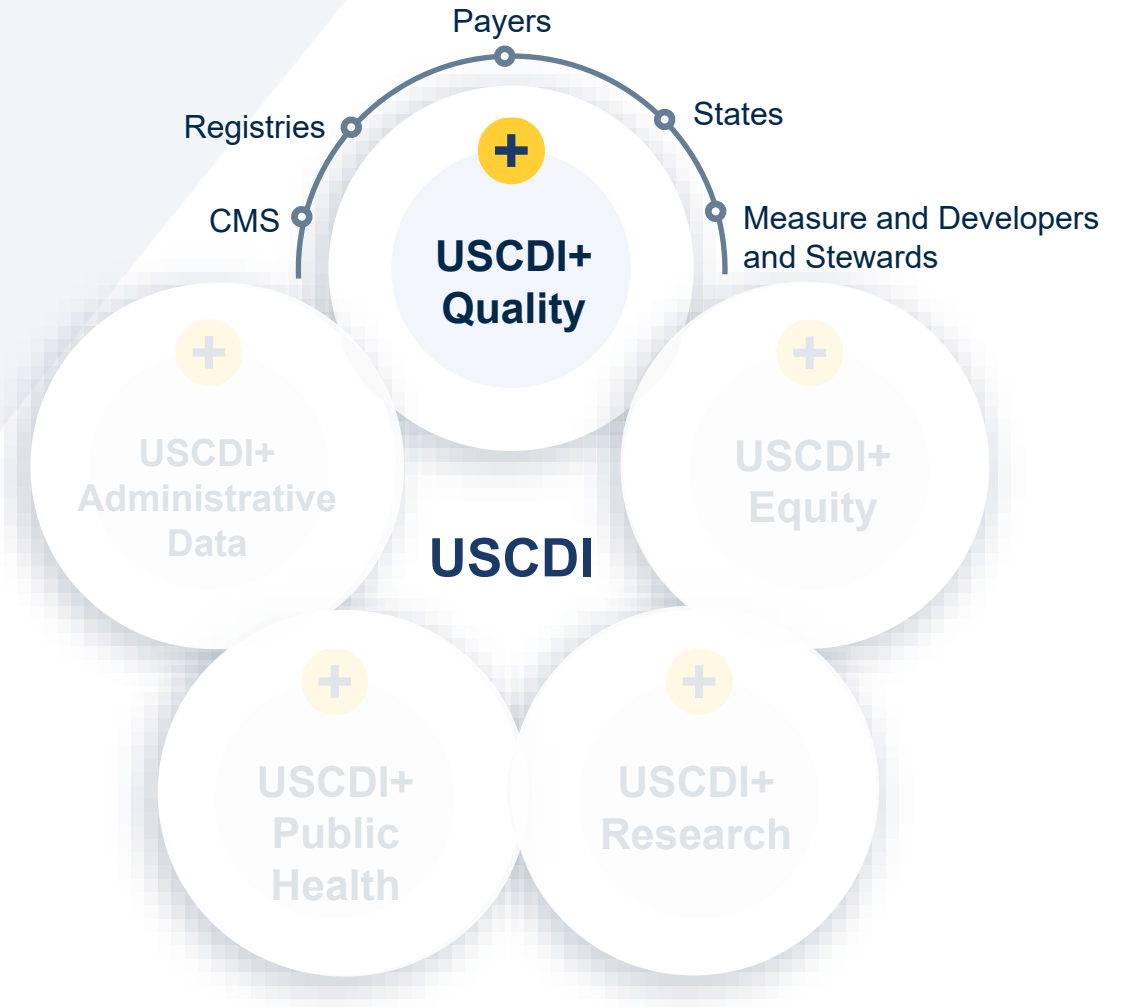 Payers
Registries
States
CMS
Measure and Developers
and Stewards
USCDI+
Quality
USCDI+
Administrative
Data
USCDI+
Equity
USCDI
USCDI+
Public
Health
USCDI+
Research